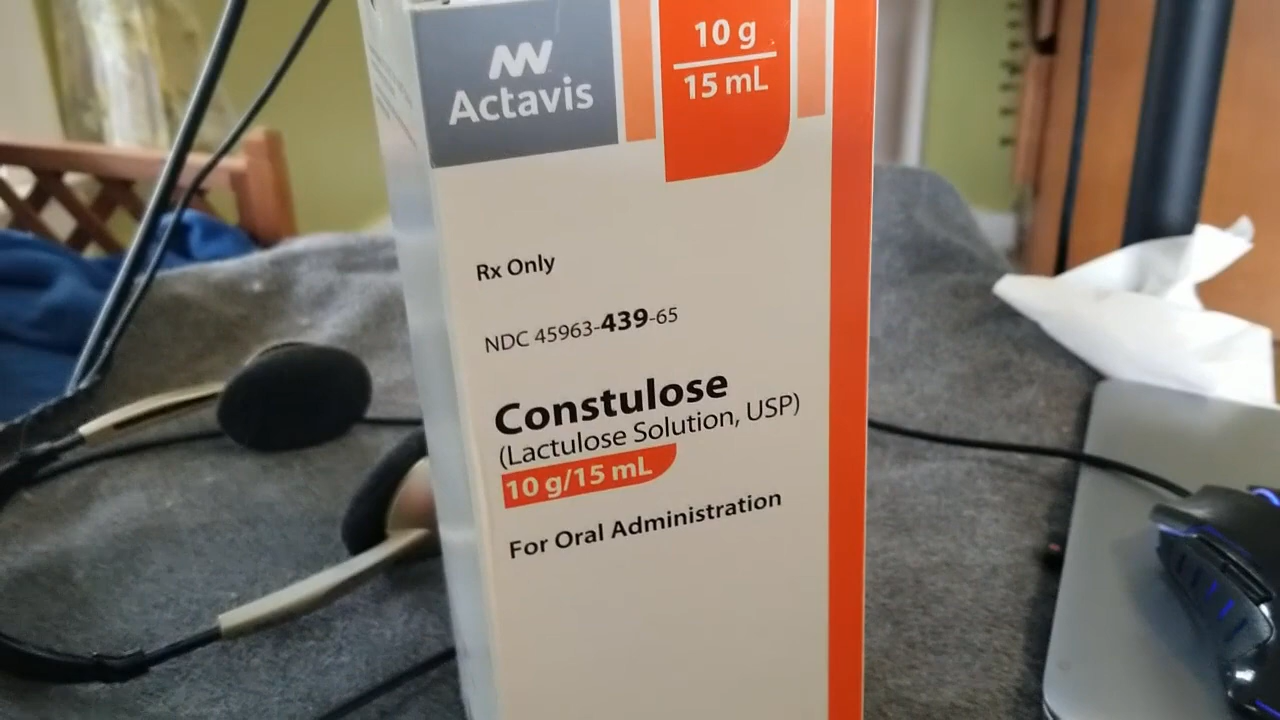 Actavis
10 g
15 mL
Rx Only
NDC 45963-439-65
Constulose
(Lactulose Solution, USP)
10 g/15 mL
For Oral Administration